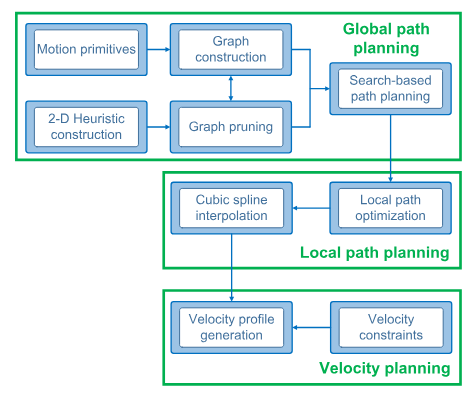 Global path
planning
Motion primitives
Graph
construction
Search-based
path planning
2-D Heuristic
construction
Graph pruning
Cubic spline
interpolation
Local path
optimization
Local path planning
Velocity profile
generation
Velocity
constraints
Velocity planning